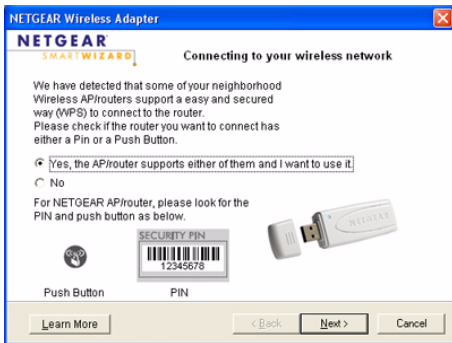 NETGEAR Wireless Adapter
NETGEAR
SMARTWIZARD
Connecting to your wireless network
We have detected that some of your neighborhood
Wireless AP/routers support a easy and secured
way (WPS) to connect to the router.
Please check if the router you want to connect has
either a Pin or a Push Button.
Yes, the AP/router supports either of them and I want to use it.
No
For NETGEAR AP/router, please look for the
PIN and push button as below.
SECURITY PIN
12345678
NETGEAR
Push Button
PIN
Learn More
< Back
Next >
Cancel